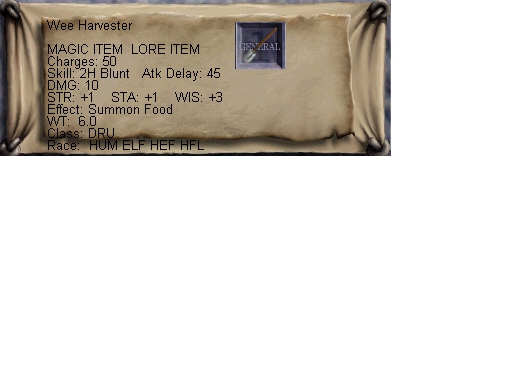 Wee Harvester
MAGIC ITEM  LORE ITEM
GENERAL
Charges: 50
Skill: 2H Blunt   Atk Delay: 45
DMG: 10
STR: +1    STA: +1    WIS: +3
Effect: Summon Food
WT:  6.0
Class: DRU
Race:  HUM ELF HEF HFL